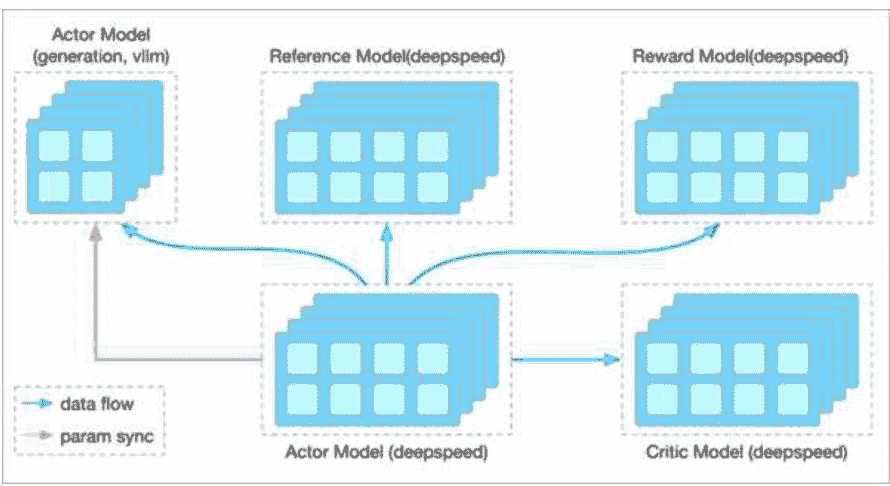 Actor Model
(generation, vllm)
Reference Model(deepspeed)
Reward Model(deepspeed)
data flow
param sync
Actor Model (deepspeed)
Critic Model (deepspeed)